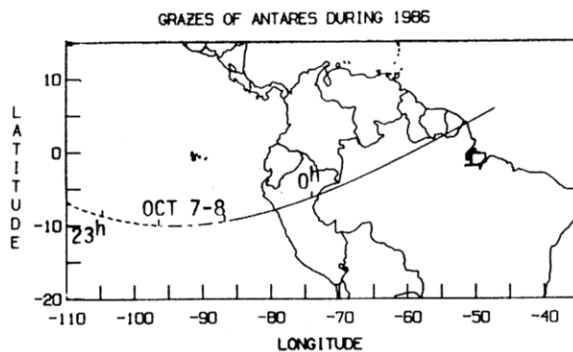 GRAZES OF ANTARES DURING 1986
LATITUDE
10
0
-10
-20
0h
OCT 7-8
23h
-110 -100 -90 -80 -70 -60 -50 -40
LONGITUDE